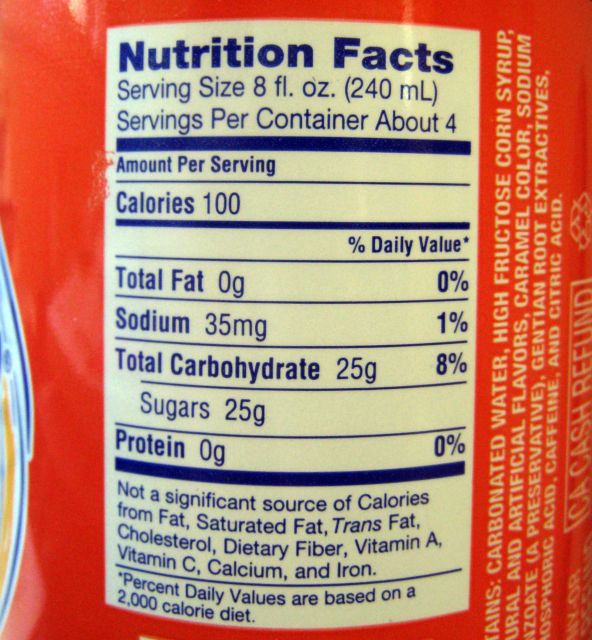 Nutrition Facts
Serving Size 8 fl. oz. (240 mL)
Servings Per Container About 4
Amount Per Serving
Calories 100
% Daily Value*
Total Fat 0g 0%
Sodium 35mg 1%
Total Carbohydrate 25g 8%
Sugars 25g
Protein 0g 0%
Not a significant source of Calories
from Fat, Saturated Fat, Trans Fat,
Cholesterol, Dietary Fiber, Vitamin A,
Vitamin C, Calcium, and Iron.
*Percent Daily Values are based on a
2,000 calorie diet.
CARBONATED WATER, HIGH FRUCTOSE CORN SYRUP,
AND ARTIFICIAL FLAVORS, CARAMEL COLOR, SODIUM
(A PRESERVATIVE), GENTIAN ROOT EXTRACTIVES,
ACID, CAFFEINE, AND CITRIC ACID.
CA CASH REFUND